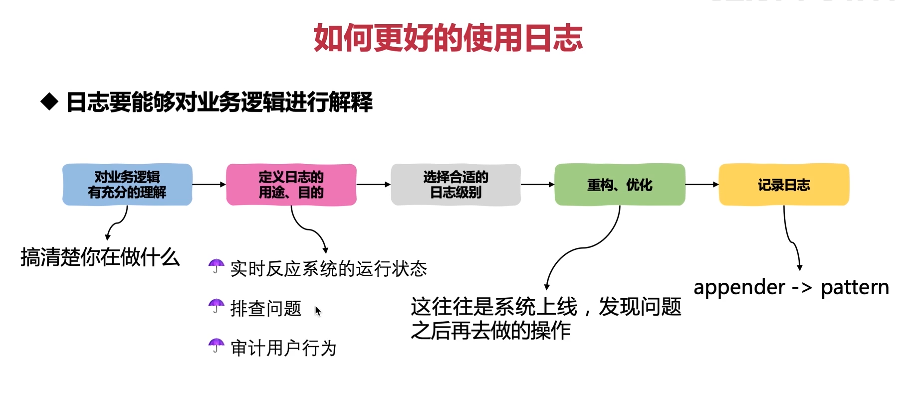 如何更好的使用日志
日志要能够对业务逻辑进行解释
对业务逻辑
有充分的理解
定义日志的
用途、目的
选择合适的
日志级别
重构、优化
记录日志
搞清楚你在做什么
实时反应系统的运行状态
排查问题
审计用户行为
这往往是系统上线，发现问题
之后再去做的操作
appender -> pattern